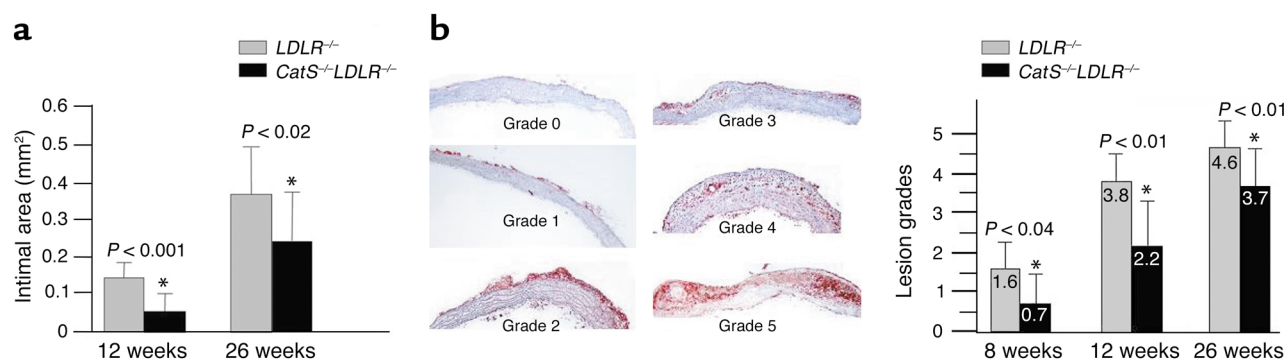 a
LDLR–/–
CatS–/–LDLR–/–
Intimal area (mm²)
0.6
0.5
0.4
0.3
0.2
0.1
0
P < 0.001
*
P < 0.02
*
12 weeks
26 weeks
b
Grade 0
Grade 1
Grade 2
Grade 3
Grade 4
Grade 5
LDLR–/–
CatS–/–LDLR–/–
Lesion grades
5
4
3
2
1
0
P < 0.04
*
1.6
0.7
P < 0.01
*
3.8
2.2
P < 0.01
*
4.6
3.7
8 weeks
12 weeks
26 weeks